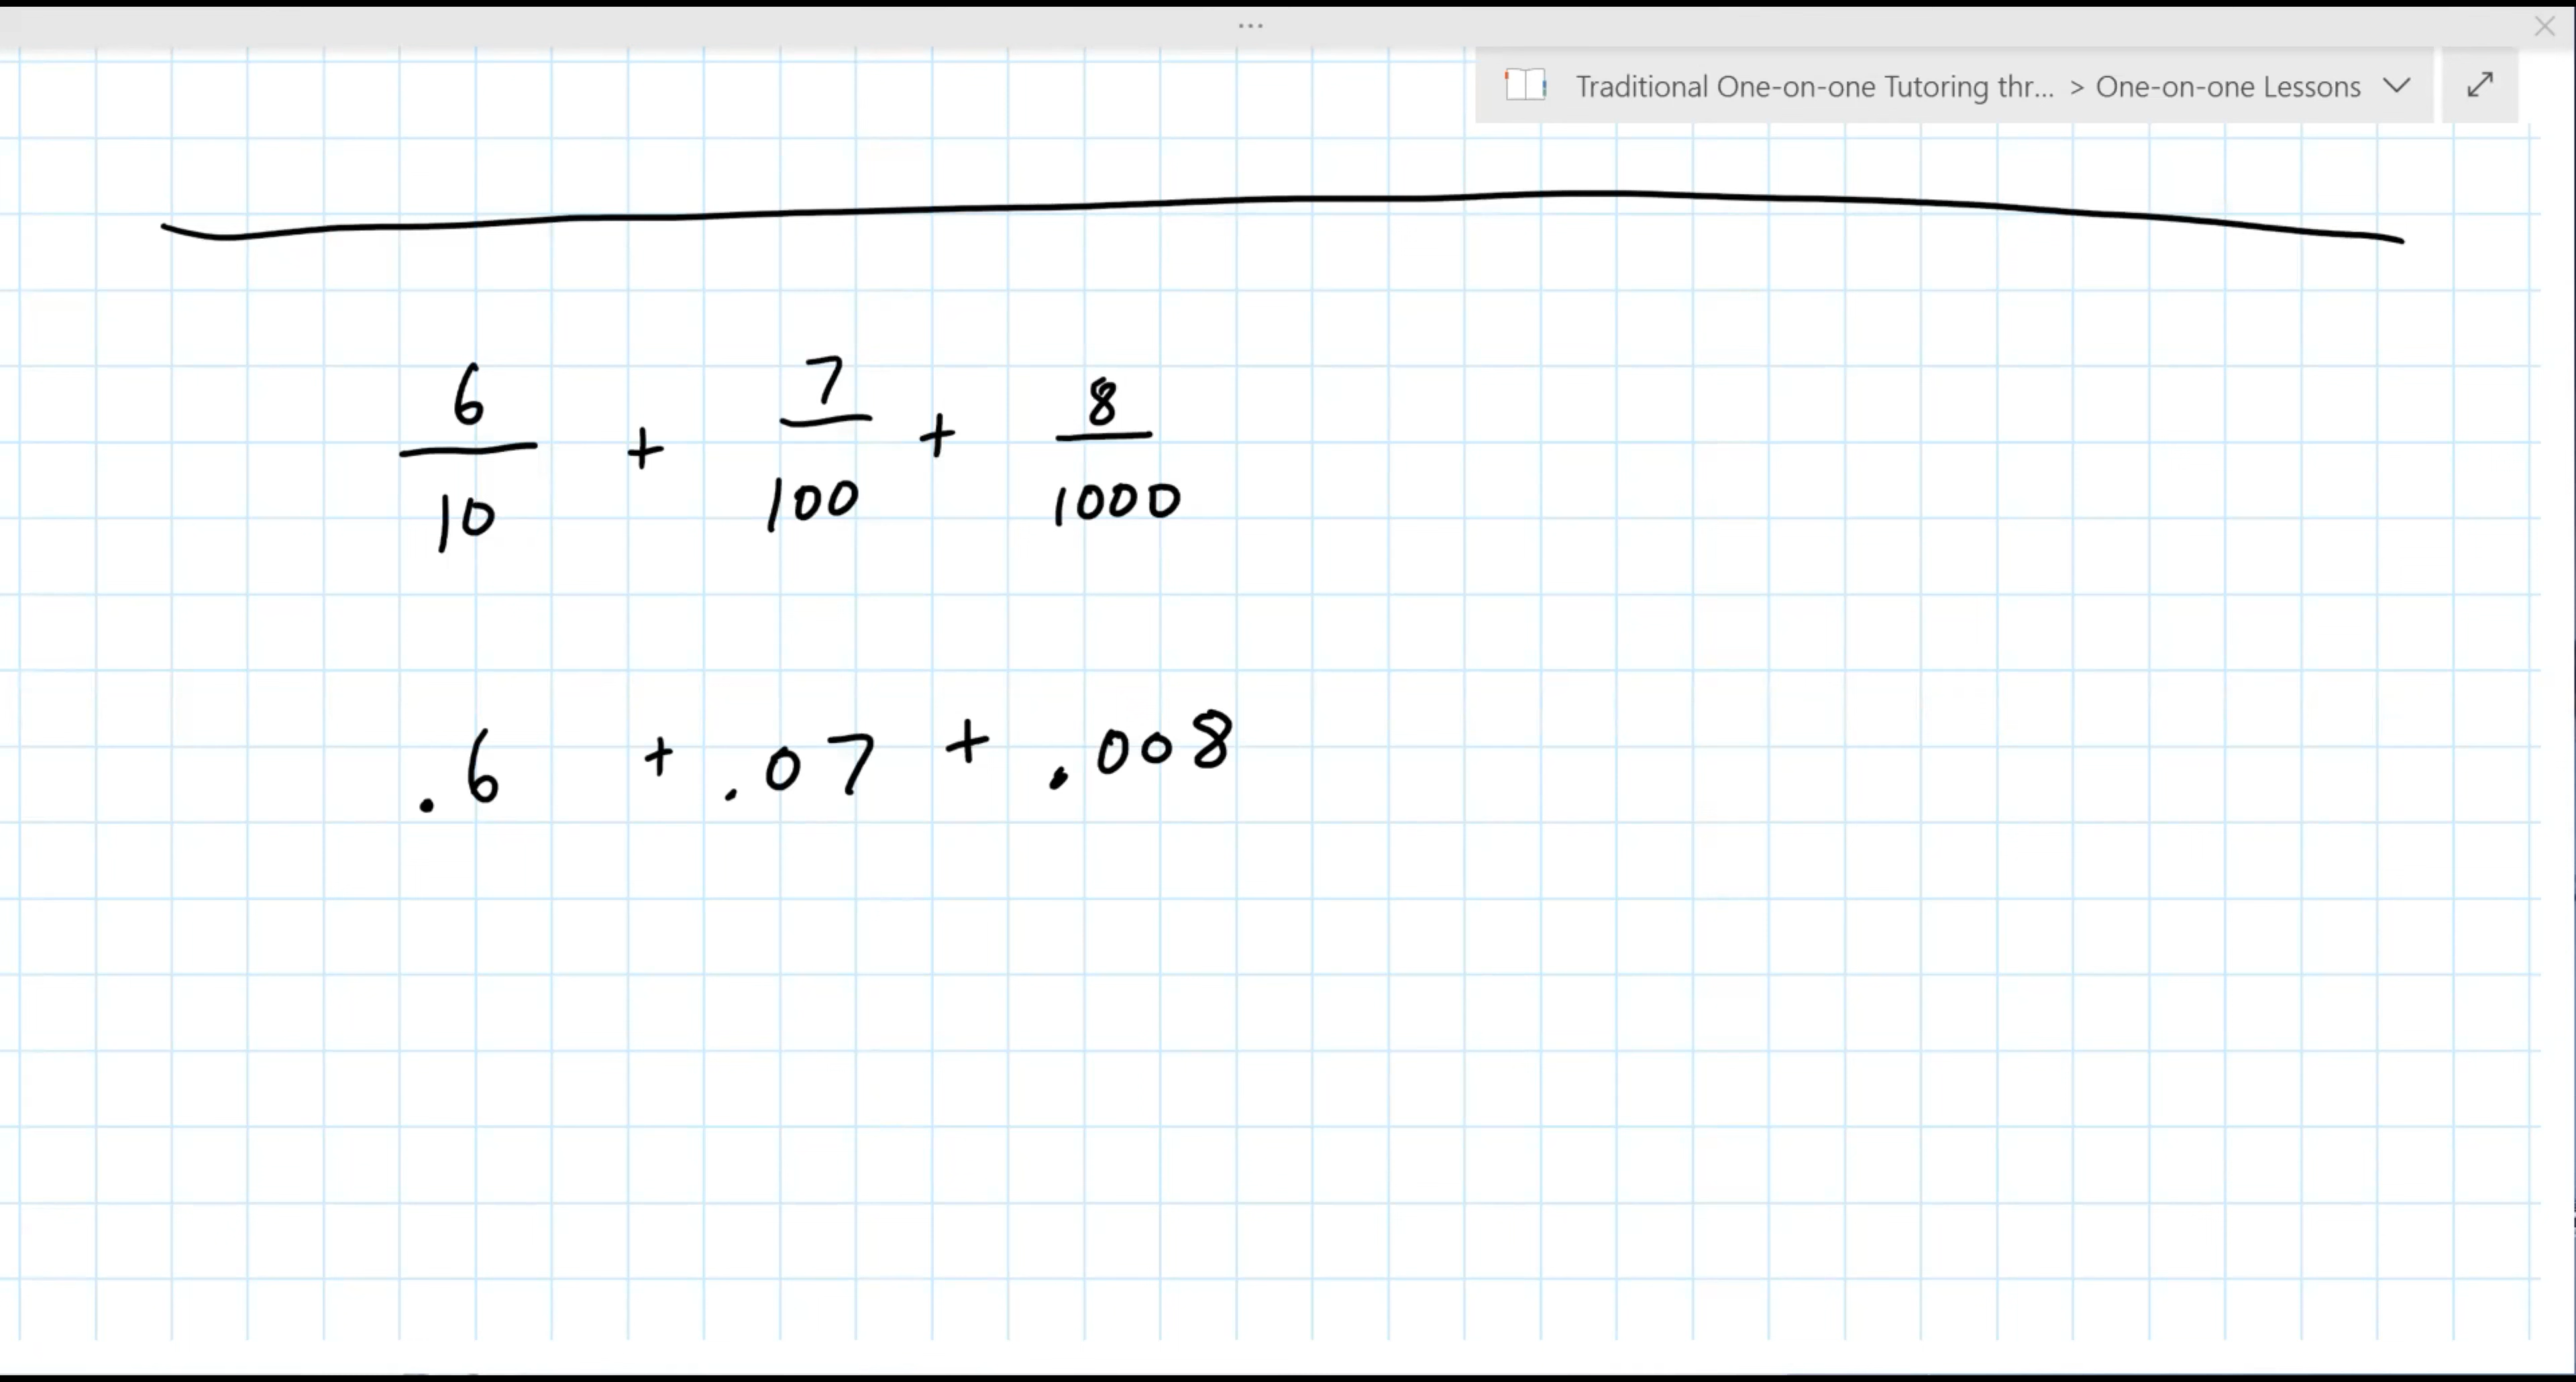 ...
Traditional One-on-one Tutoring thr... > One-on-one Lessons
6/10 + 7/100 + 8/1000
.6 + .07 + .008